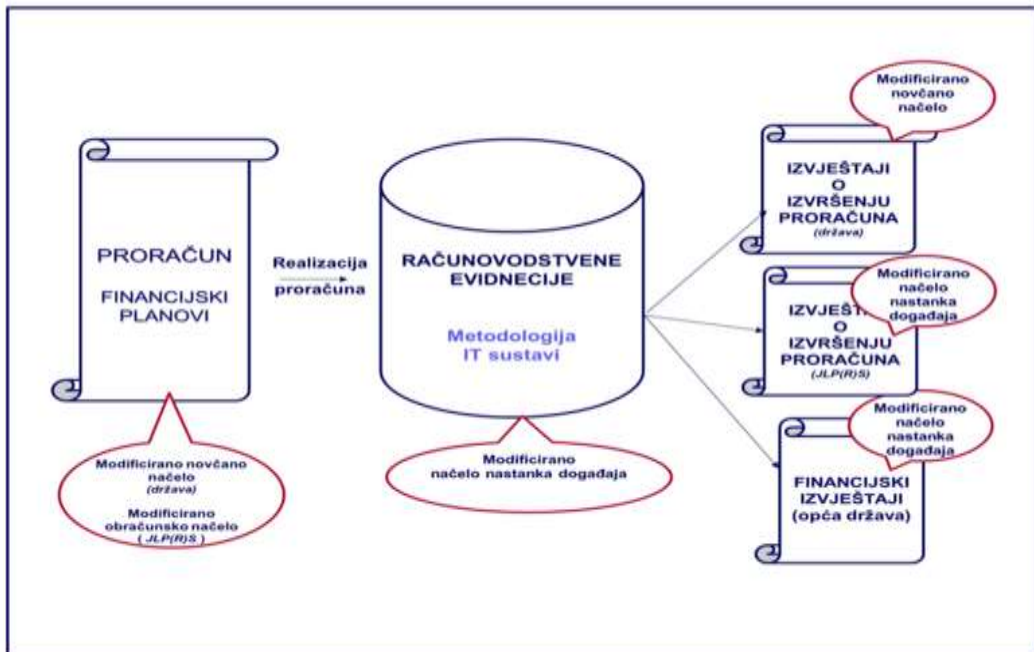 PRORAČUN
FINANCIJSKI
PLANOVI
Modificirano novčano
načelo
(država)
Modificirano
obračunsko načelo
( JLP(R)S )
Realizacija
proračuna
RAČUNOVODSTVENE
EVIDNECIJE
Metodologija
IT sustavi
Modificirano
načelo nastanka događaja
Modificirano
novčano
načelo
IZVJEŠTAJI
O
IZVRŠENJU
PRORAČUNA
(država)
Modificirano
načelo
nastanka
događaja
IZVJEŠTA
O
IZVRŠENJU
PRORAČUNA
(JLP(R)S
Modificirano
načelo
nastanka
događaja
FINANCIJSKI
IZVJEŠTAJI
(opća država)